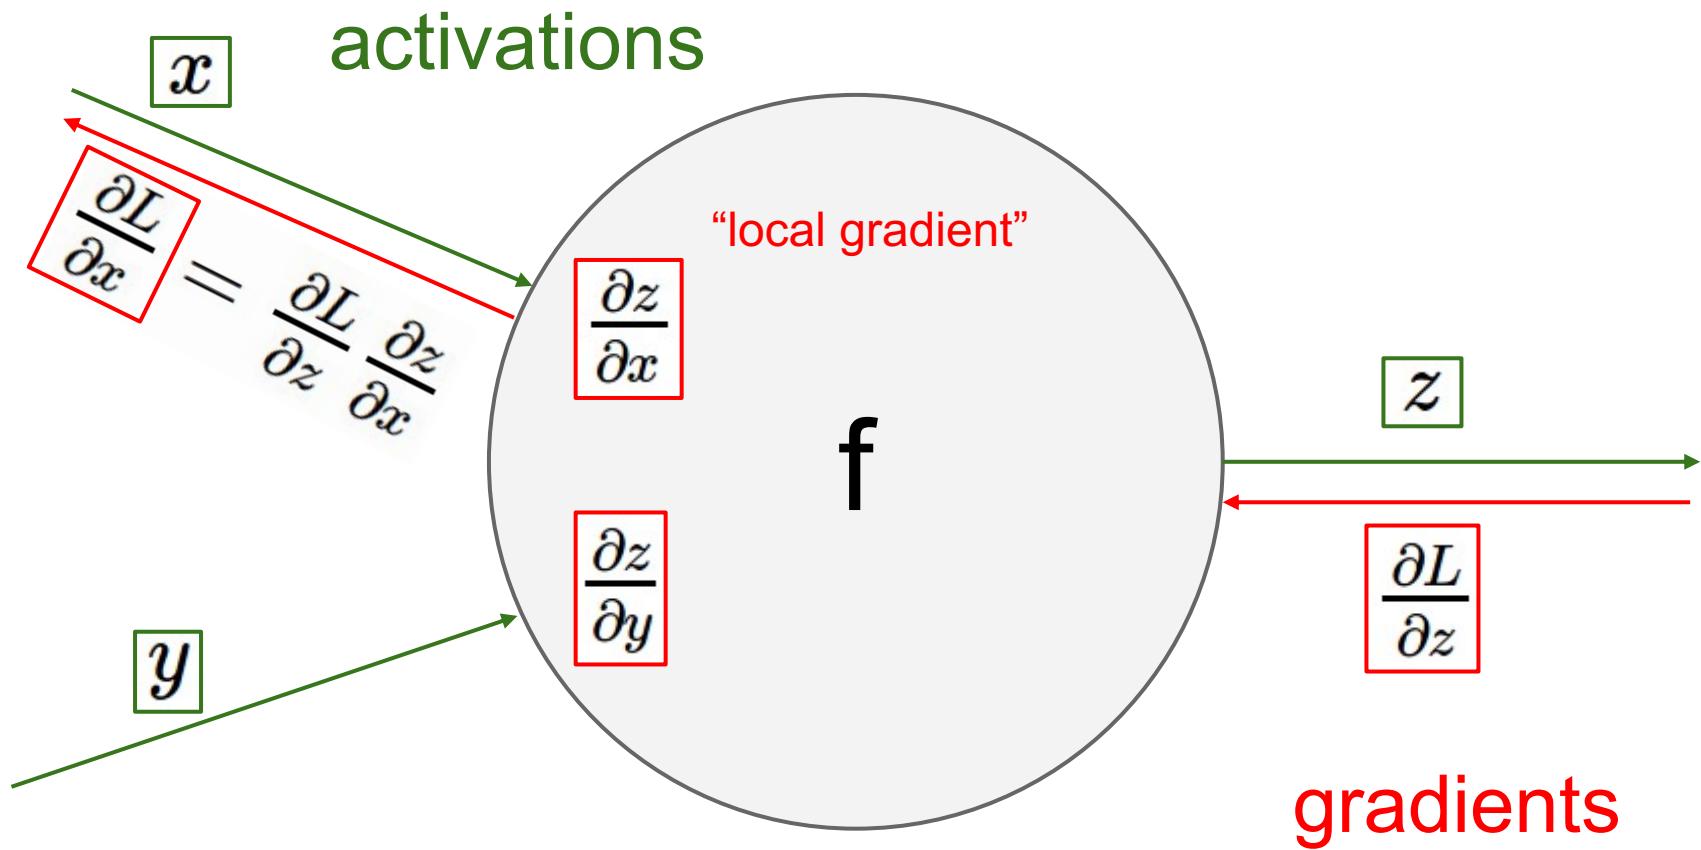 activations
x
∂L/∂x = ∂L/∂z ∂z/∂x
“local gradient”
∂z/∂x
f
z
∂z/∂y
∂L/∂z
y
gradients